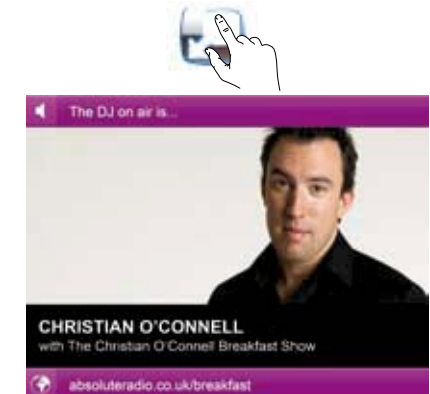 The DJ on air is...
CHRISTIAN O'CONNELL
with The Christian O'Connell Breakfast Show
absoluteradio.co.uk/breakfast